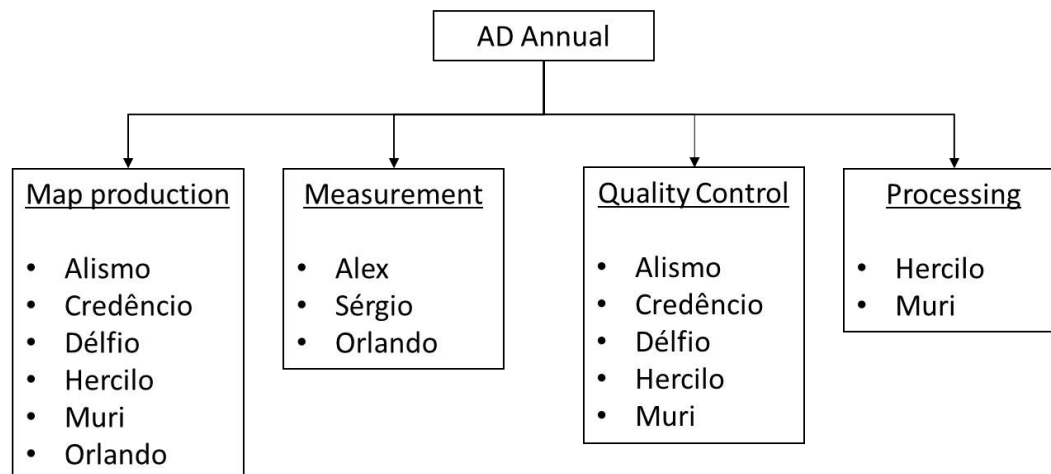 AD Annual
Map production
• Alismo
• Credêncio
• Délfio
• Hercilo
• Muri
• Orlando
Measurement
• Alex
• Sérgio
• Orlando
Quality Control
• Alismo
• Credêncio
• Délfio
• Hercilo
• Muri
Processing
• Hercilo
• Muri